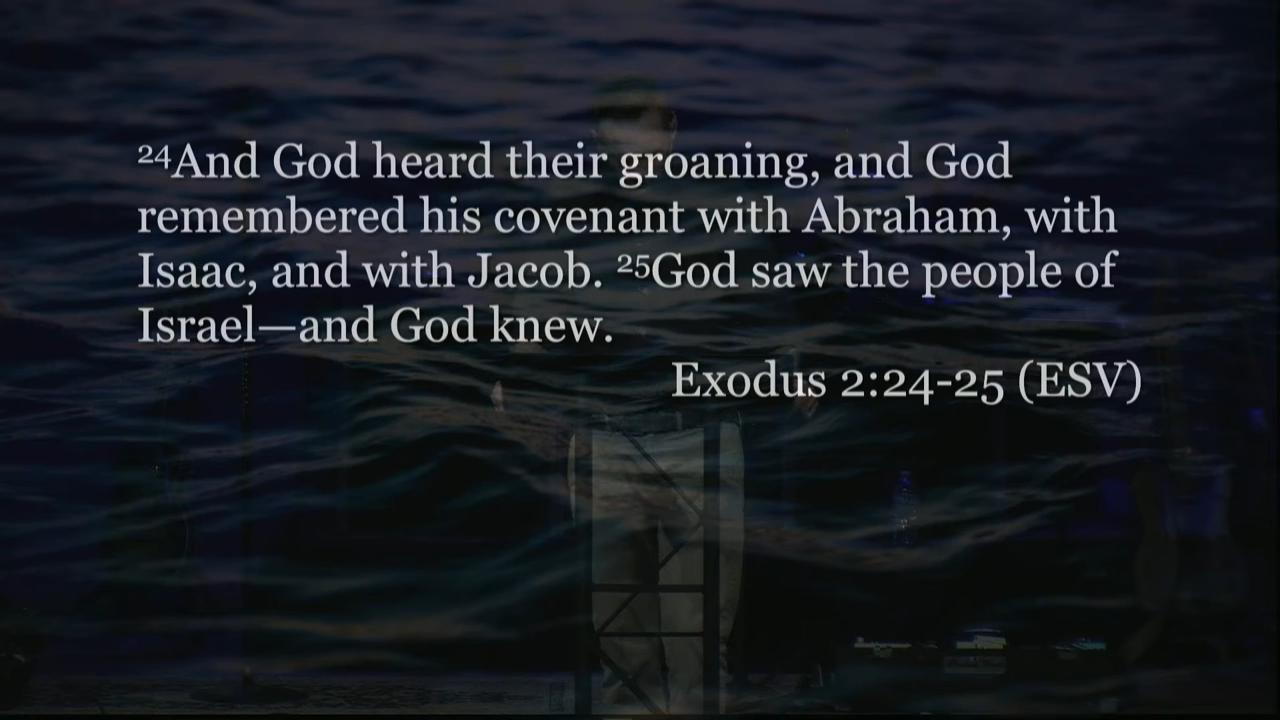 ²⁴And God heard their groaning, and God
remembered his covenant with Abraham, with
Isaac, and with Jacob. ²⁵God saw the people of
Israel—and God knew.
Exodus 2:24-25 (ESV)